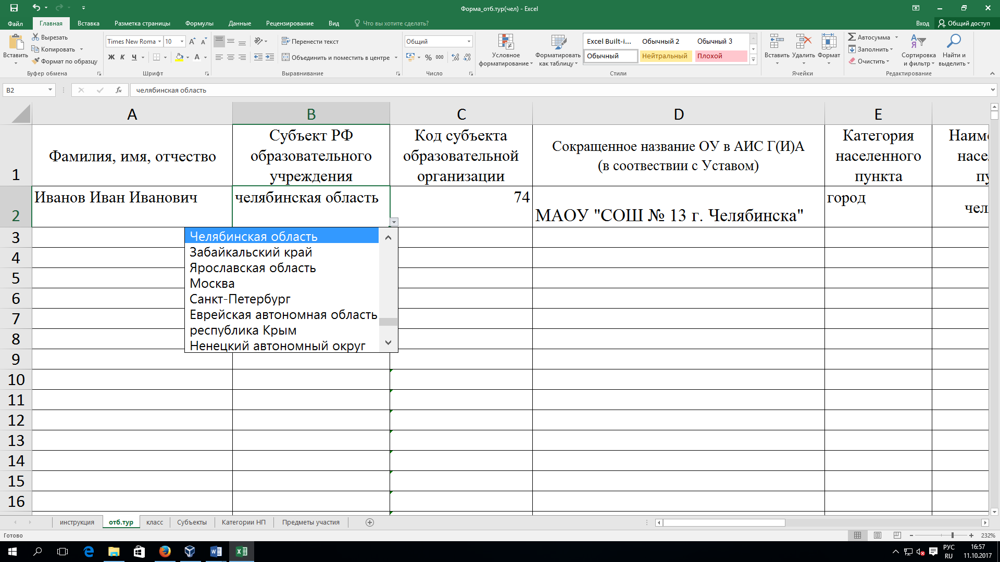 Форма_отб.тур(чел) - Excel
Файл Главная Вставка Разметка страницы Формулы Данные Рецензирование Вид Что вы хотите сделать? Вход Общий доступ
Вставить
Вырезать
Копировать
Формат по образцу
Буфер обмена
Times New Roma 10
Ж К Ч
Шрифт
Перенести текст
Объединить и поместить в центре
Выравнивание
Общий
% 000
Число
Условное форматирование
Форматировать как таблицу
Excel Built-i... Обычный 2 Обычный 3
Обычный Нейтральный Плохой
Стили
Вставить Удалить Формат
Ячейки
Автосумма
Заполнить
Очистить
Сортировка и фильтр
Найти и выделить
Редактирование
B2 fx челябинская область
A B C D E
1
Фамилия, имя, отчество
Субъект РФ
образовательного
учреждения
Код субъекта
образовательной
организации
Сокращенное название ОУ в АИС Г(И)А
(в соотвествии с Уставом)
Категория
населенного
пункта
Наим
насе
пу
2 Иванов Иван Иванович челябинская область 74 МАОУ "СОШ № 13 г. Челябинска" город чел
Челябинская область
Забайкальский край
Ярославская область
Москва
Санкт-Петербург
Еврейская автономная область
республика Крым
Ненецкий автономный округ
3
4
5
6
7
8
9
10
11
12
13
14
15
16
инструкция отб.тур класс Субъекты Категории НП Предметы участия
Готово 232%
РУС
RU
16:57
11.10.2017